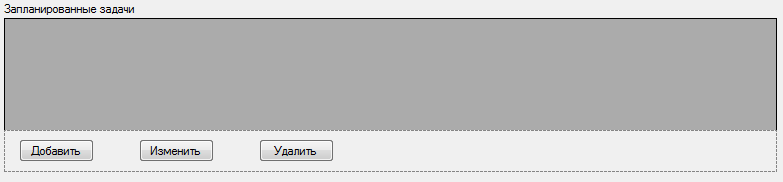 Запланированные задачи
Добавить Изменить Удалить